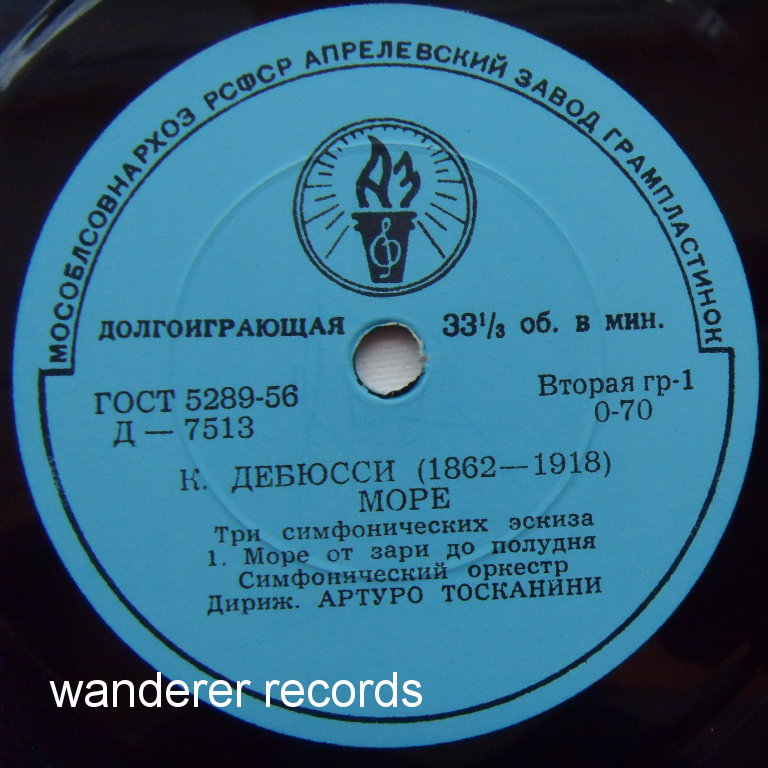 МОСОБЛСОВНАРХОЗ РСФСР АПРЕЛЕВСКИЙ ЗАВОД ГРАМПЛАСТИНОК
АЗ
ДОЛГОИГРАЮЩАЯ 33⅓ об. в мин.
ГОСТ 5289-56 Вторая гр-1
Д — 7513 0-70
К. ДЕБЮССИ (1862—1918)
МОРЕ
Три симфонических эскиза
1. Море от зари до полудня
Симфонический оркестр
Дириж. АРТУРО ТОСКАНИНИ
wanderer records